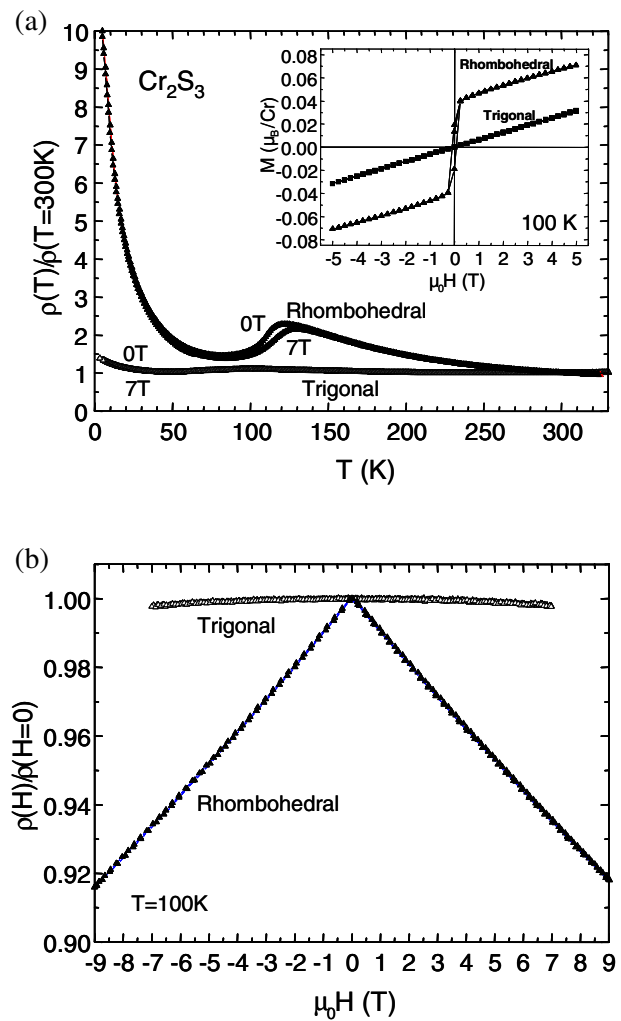 (a)
10
9
8
7
6
5
4
3
2
1
0
ρ(T)/ρ(T=300K)
Cr₂S₃
0.08
0.06
0.04
0.02
0.00
-0.02
-0.04
-0.06
-0.08
M (μ_B/Cr)
Rhombohedral
Trigonal
100 K
-5 -4 -3 -2 -1 0 1 2 3 4 5
μ₀H (T)
0T Rhombohedral
7T
0T
7T Trigonal
0 50 100 150 200 250 300
T (K)
(b)
1.00
0.98
0.96
0.94
0.92
0.90
ρ(H)/ρ(H=0)
Trigonal
Rhombohedral
T=100K
-9 -8 -7 -6 -5 -4 -3 -2 -1 0 1 2 3 4 5 6 7 8 9
μ₀H (T)